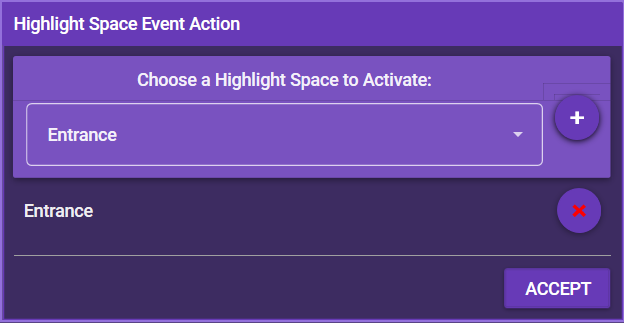 Highlight Space Event Action
Choose a Highlight Space to Activate:
Entrance
Entrance
ACCEPT